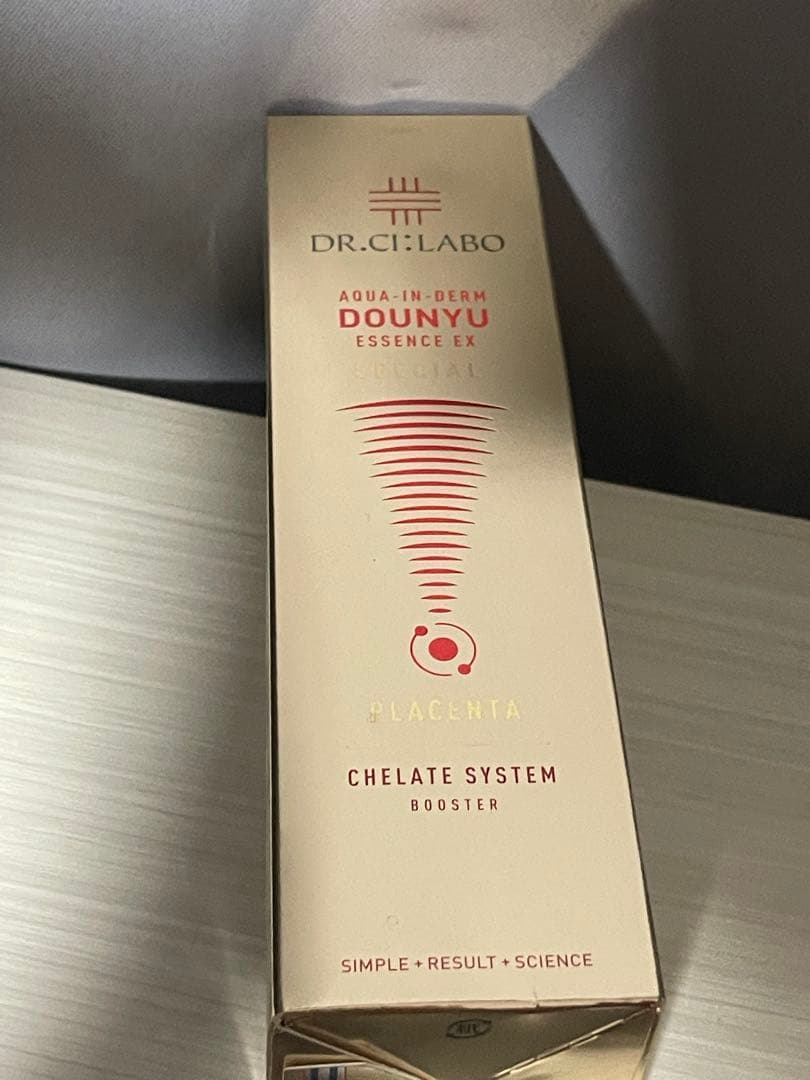 DR.CI:LABO
AQUA-IN-DERM
DOUNYU
ESSENCE EX
SPECIAL
PLACENTA
CHELATE SYSTEM
BOOSTER
SIMPLE + RESULT + SCIENCE